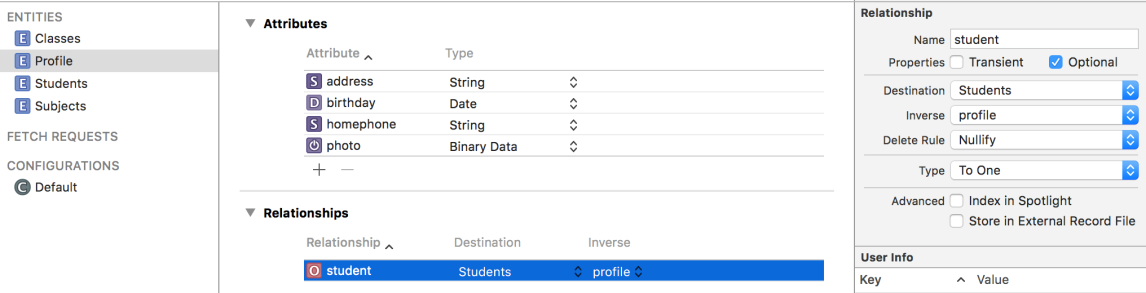 ENTITIES
E Classes
E Profile
E Students
E Subjects
FETCH REQUESTS
CONFIGURATIONS
C Default
Attributes
Attribute Type
S address String
D birthday Date
S homephone String
photo Binary Data
Relationships
Relationship Destination Inverse
O student Students profile
Relationship
Name student
Properties Transient Optional
Destination Students
Inverse profile
Delete Rule Nullify
Type To One
Advanced Index in Spotlight
Store in External Record File
User Info
Key Value